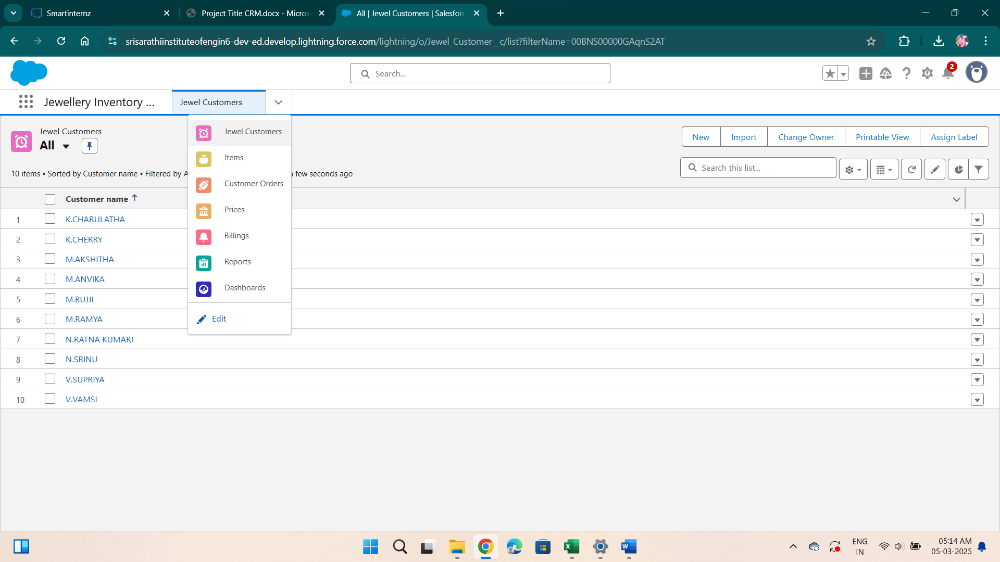 Smartinternz
Project Title CRM.docx - Micros
All | Jewel Customers | Salesforc
srisarathiinstituteofengin6-dev-ed.develop.lightning.force.com/lightning/o/Jewel_Customer__c/list?filterName=00BNS00000GAqnS2AT
Search...
2
Jewellery Inventory ...
Jewel Customers
Jewel Customers
All
New
Import
Change Owner
Printable View
Assign Label
10 items • Sorted by Customer name • Filtered by A
a few seconds ago
Search this list...
Jewel Customers
Items
Customer Orders
Prices
Billings
Reports
Dashboards
Edit
Customer name
1 K.CHARULATHA
2 K.CHERRY
3 M.AKSHITHA
4 M.ANVIKA
5 M.BUJJI
6 M.RAMYA
7 N.RATNA KUMARI
8 N.SRINU
9 V.SUPRIYA
10 V.VAMSI
ENG
IN
05:14 AM
05-03-2025